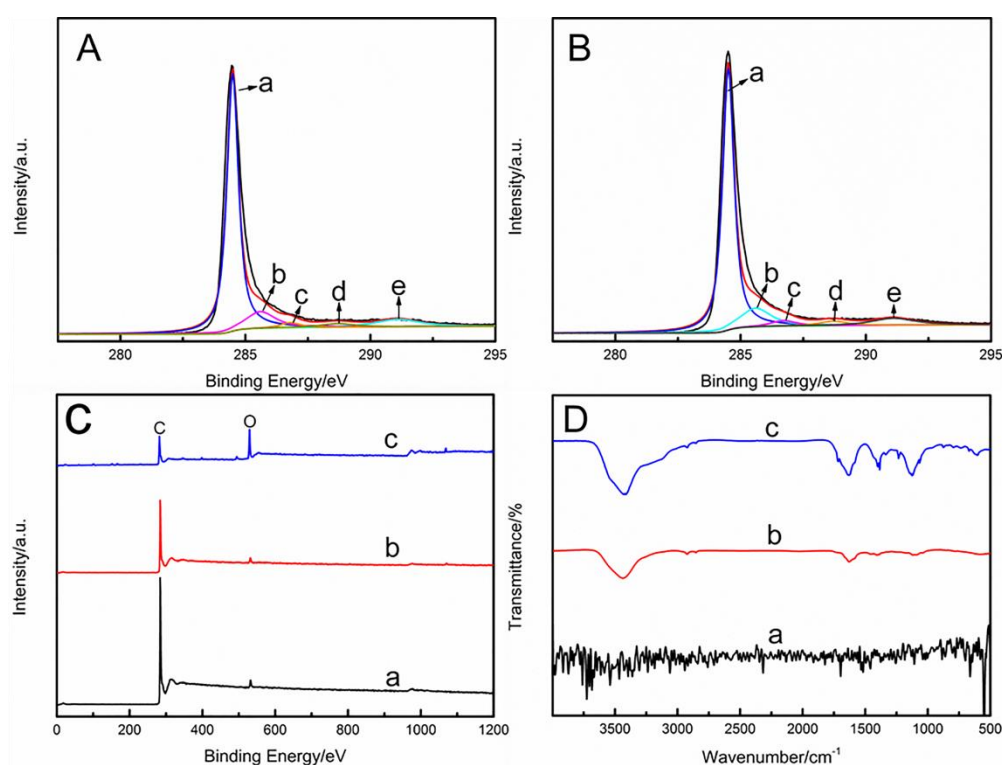 A
a
b
c
d
e
Intensity/a.u.
280 285 290 295
Binding Energy/eV
B
a
b
c
d
e
Intensity/a.u.
280 285 290 295
Binding Energy/eV
C
C O
c
b
a
Intensity/a.u.
0 200 400 600 800 1000 1200
Binding Energy/eV
D
c
b
a
Transmittance/%
3500 3000 2500 2000 1500 1000 500
Wavenumber/cm⁻¹